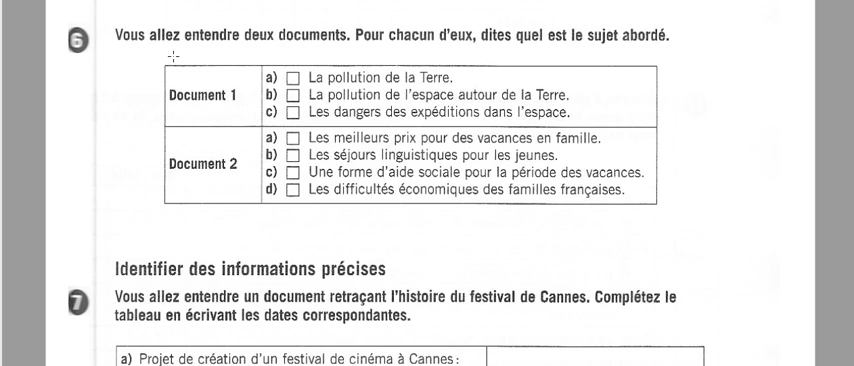 6 Vous allez entendre deux documents. Pour chacun d'eux, dites quel est le sujet abordé.
Document 1
a) La pollution de la Terre.
b) La pollution de l'espace autour de la Terre.
c) Les dangers des expéditions dans l'espace.
Document 2
a) Les meilleurs prix pour des vacances en famille.
b) Les séjours linguistiques pour les jeunes.
c) Une forme d'aide sociale pour la période des vacances.
d) Les difficultés économiques des familles françaises.
Identifier des informations précises
7 Vous allez entendre un document retraçant l'histoire du festival de Cannes. Complétez le
tableau en écrivant les dates correspondantes.
a) Projet de création d'un festival de cinéma à Cannes :